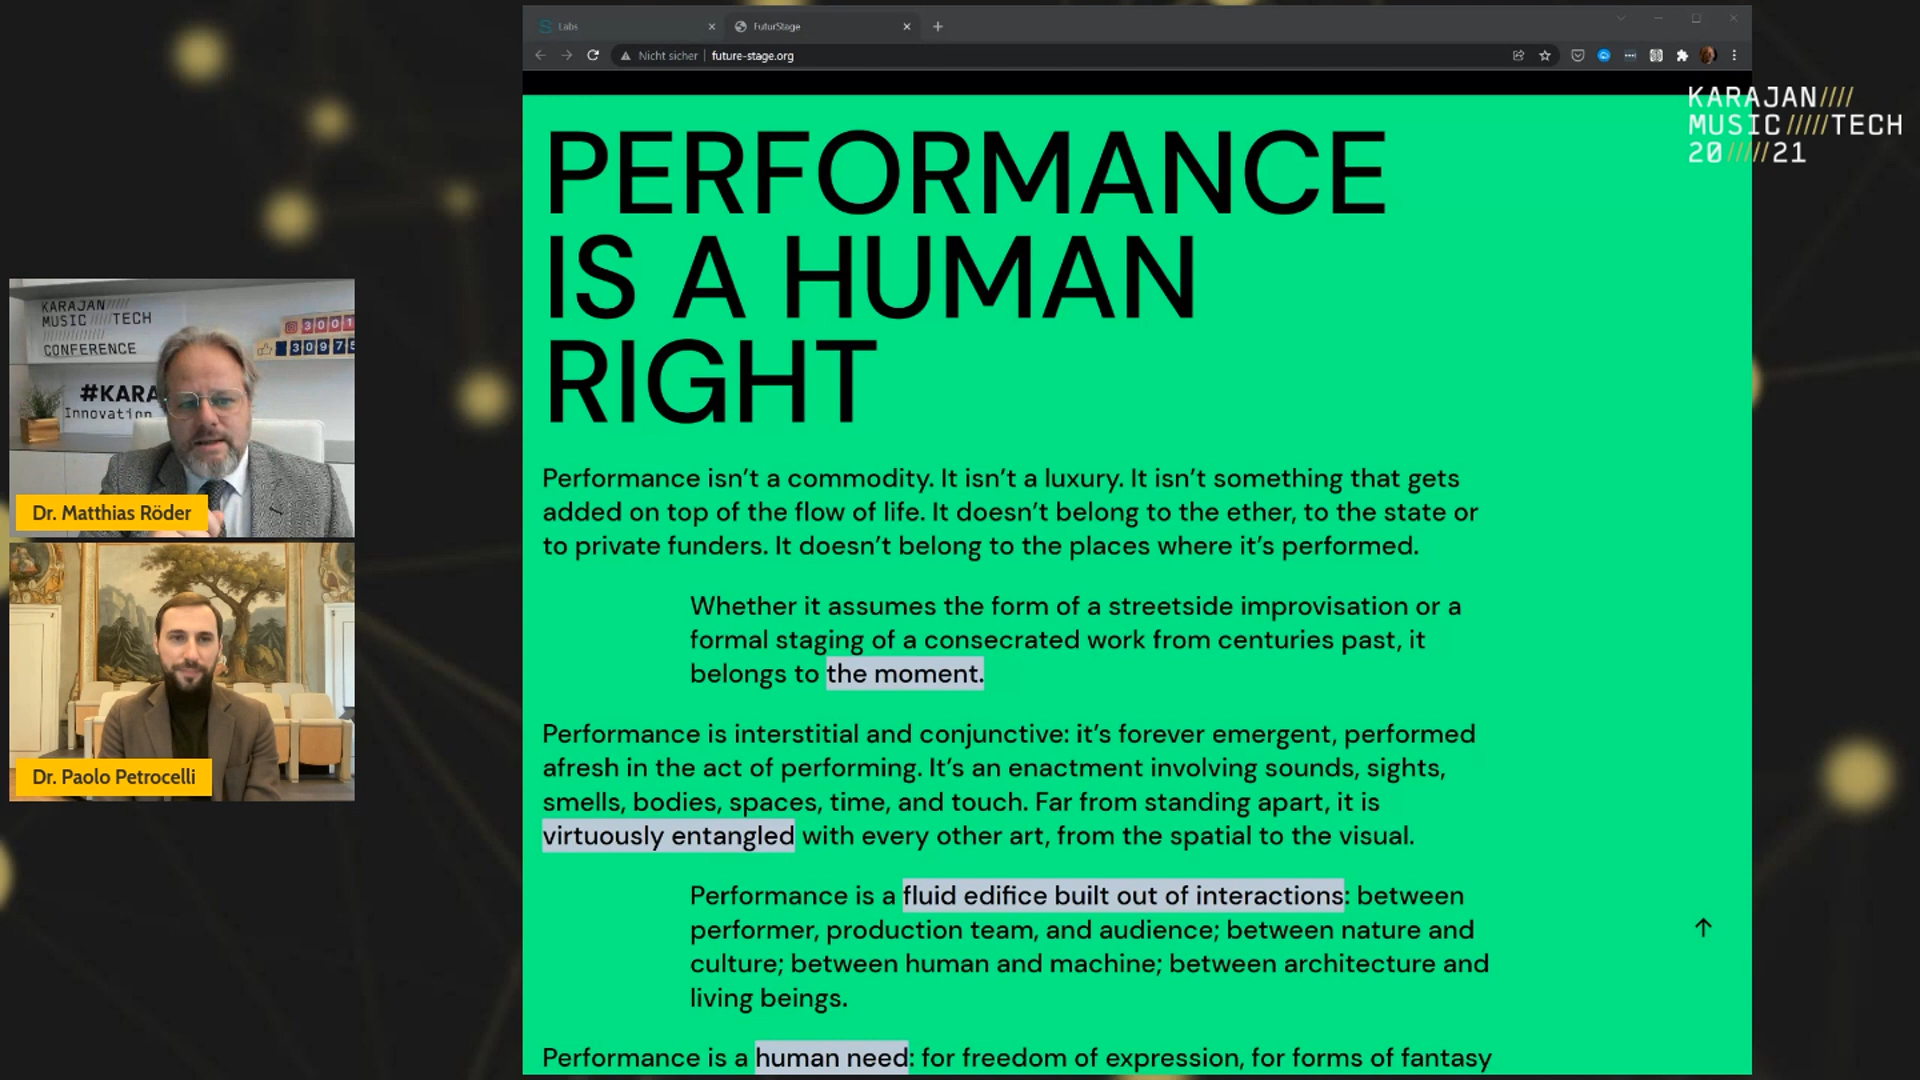 Labs
FuturStage
Nicht sicher
future-stage.org
KARAJAN////
MUSIC/////TECH
20/////21
PERFORMANCE
IS A HUMAN
RIGHT
Performance isn’t a commodity. It isn’t a luxury. It isn’t something that gets
added on top of the flow of life. It doesn’t belong to the ether, to the state or
to private funders. It doesn’t belong to the places where it’s performed.
Whether it assumes the form of a streetside improvisation or a
formal staging of a consecrated work from centuries past, it
belongs to the moment.
Performance is interstitial and conjunctive: it’s forever emergent, performed
afresh in the act of performing. It’s an enactment involving sounds, sights,
smells, bodies, spaces, time, and touch. Far from standing apart, it is
virtuously entangled with every other art, from the spatial to the visual.
Performance is a fluid edifice built out of interactions: between
performer, production team, and audience; between nature and
culture; between human and machine; between architecture and
living beings.
Performance is a human need: for freedom of expression, for forms of fantasy
KARAJAN/////
MUSIC/////TECH
////////////
CONFERENCE
3001
30975
#KARA
Innovation
Dr. Matthias Röder
Dr. Paolo Petrocelli